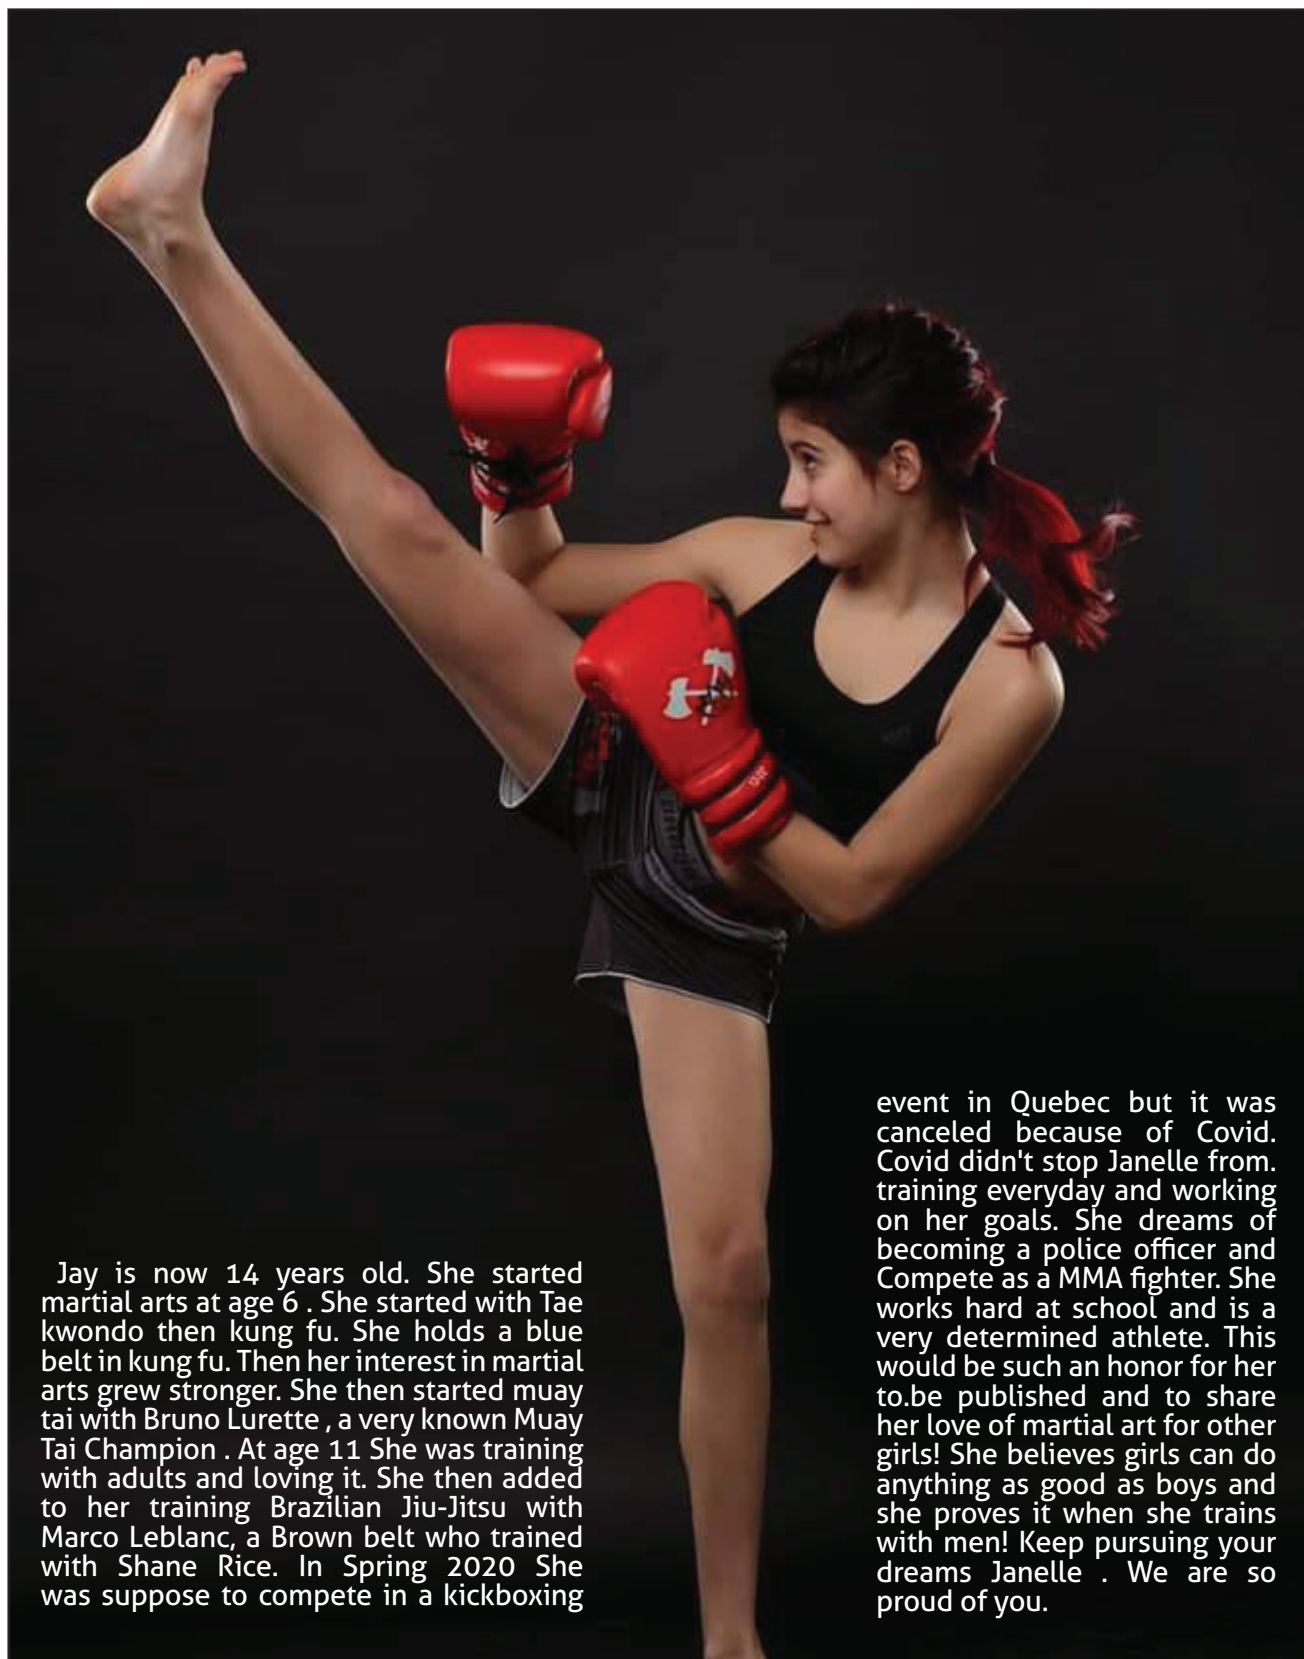 Jay is now 14 years old. She started
martial arts at age 6 . She started with Tae
kwondo then kung fu. She holds a blue
belt in kung fu. Then her interest in martial
arts grew stronger. She then started muay
tai with Bruno Lurette , a very known Muay
Tai Champion . At age 11 She was training
with adults and loving it. She then added
to her training Brazilian Jiu-Jitsu with
Marco Leblanc, a Brown belt who trained
with Shane Rice. In Spring 2020 She
was suppose to compete in a kickboxing
event in Quebec but it was
canceled because of Covid.
Covid didn't stop Janelle from.
training everyday and working
on her goals. She dreams of
becoming a police officer and
Compete as a MMA fighter. She
works hard at school and is a
very determined athlete. This
would be such an honor for her
to.be published and to share
her love of martial art for other
girls! She believes girls can do
anything as good as boys and
she proves it when she trains
with men! Keep pursuing your
dreams Janelle . We are so
proud of you.